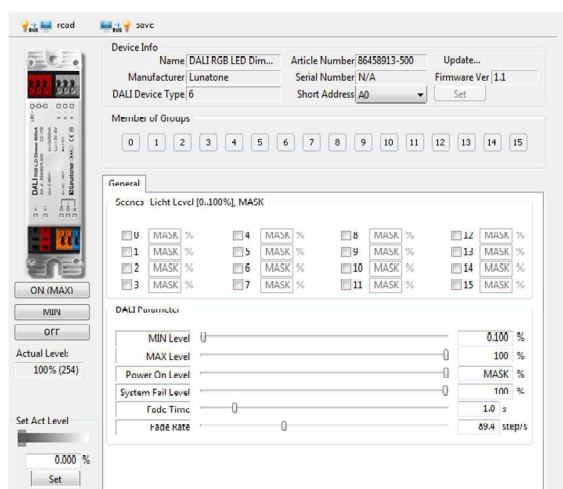 read save
Device Info
Name DALI RGB LED Dim... Article Number 86458913-500 Update...
Manufacturer Lunatone Serial Number N/A Firmware Ver 1.1
DALI Device Type 6 Short Address A0 Set
Member of Groups
0 1 2 3 4 5 6 7 8 9 10 11 12 13 14 15
General
Scenes Light Level [0..100%], MASK
0 MASK % 4 MASK % 8 MASK % 12 MASK %
1 MASK % 5 MASK % 9 MASK % 13 MASK %
2 MASK % 6 MASK % 10 MASK % 14 MASK %
3 MASK % 7 MASK % 11 MASK % 15 MASK %
DALI Parameter
MIN Level 0.100 %
MAX Level 100 %
Power On Level MASK %
System Fail Level 100 %
Fade Time 1.0 s
Fade Rate 89.4 step/s
DALI RGB LED Dimmer
Lunatone
ON (MAX)
MIN
OFF
Actual Level:
100% (254)
Set Act Level
0.000 %
Set